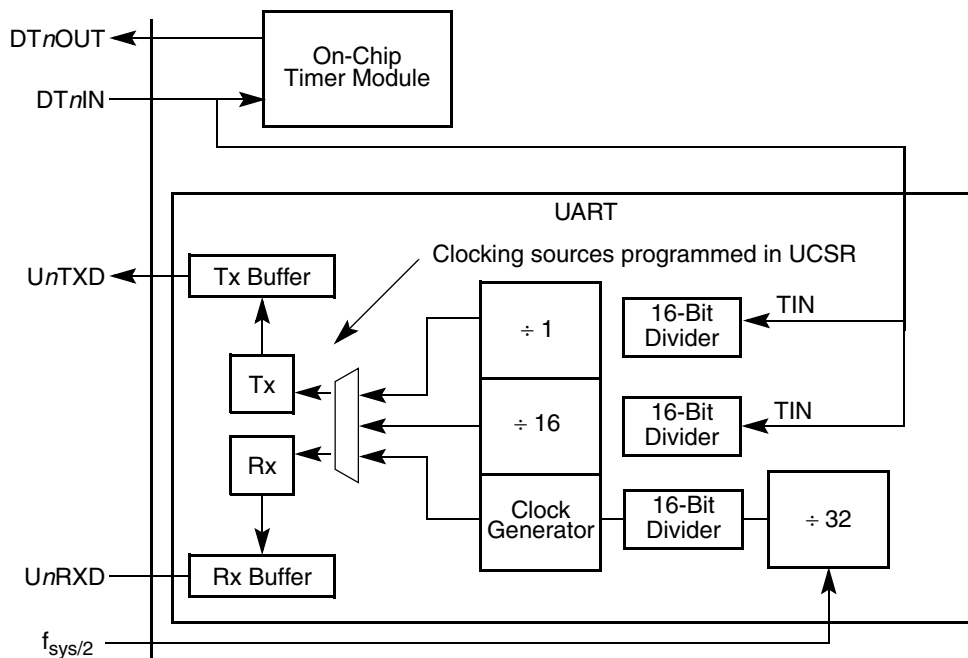 DTnOUT
On-Chip
Timer Module
DTnIN
UART
Clocking sources programmed in UCSR
UnTXD
Tx Buffer
÷ 1
16-Bit
Divider
TIN
Tx
÷ 16
16-Bit
Divider
TIN
Rx
Clock
Generator
16-Bit
Divider
÷ 32
UnRXD
Rx Buffer
fsys/2